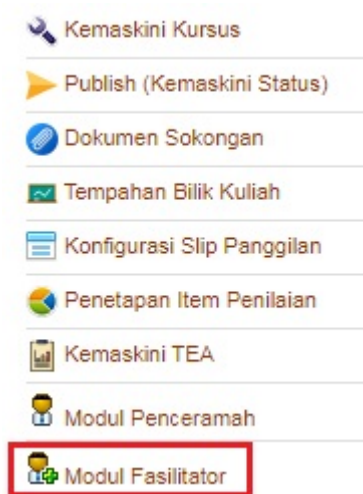 Kemaskini Kursus
Publish (Kemaskini Status)
Dokumen Sokongan
Tempahan Bilik Kuliah
Konfigurasi Slip Panggilan
Penetapan Item Penilaian
Kemaskini TEA
Modul Penceramah
Modul Fasilitator